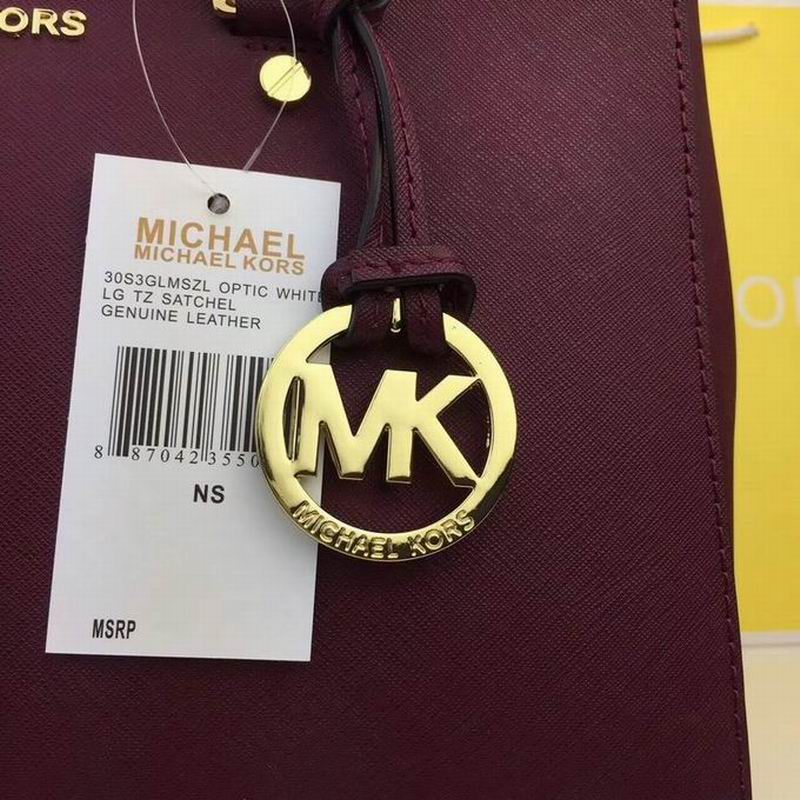 ORS
MICHAEL
MICHAEL KORS
30S3GLMSZL OPTIC WHITE
LG TZ SATCHEL
GENUINE LEATHER
8 87042 3550
NS
MSRP
MK
MICHAEL KORS